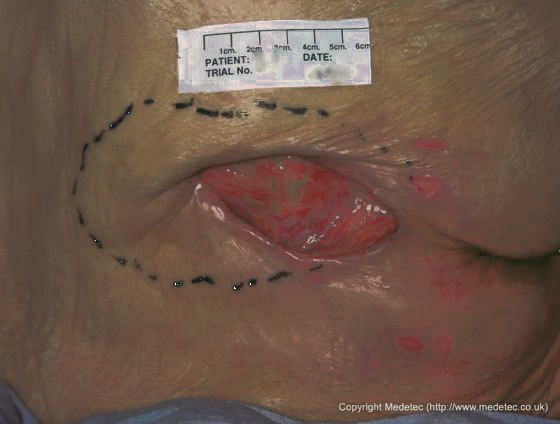 1cm. 2cm. 3cm. 4cm. 5cm. 6cm
PATIENT: DATE:
TRIAL No.
Copyright Medetec (http://www.medetec.co.uk)